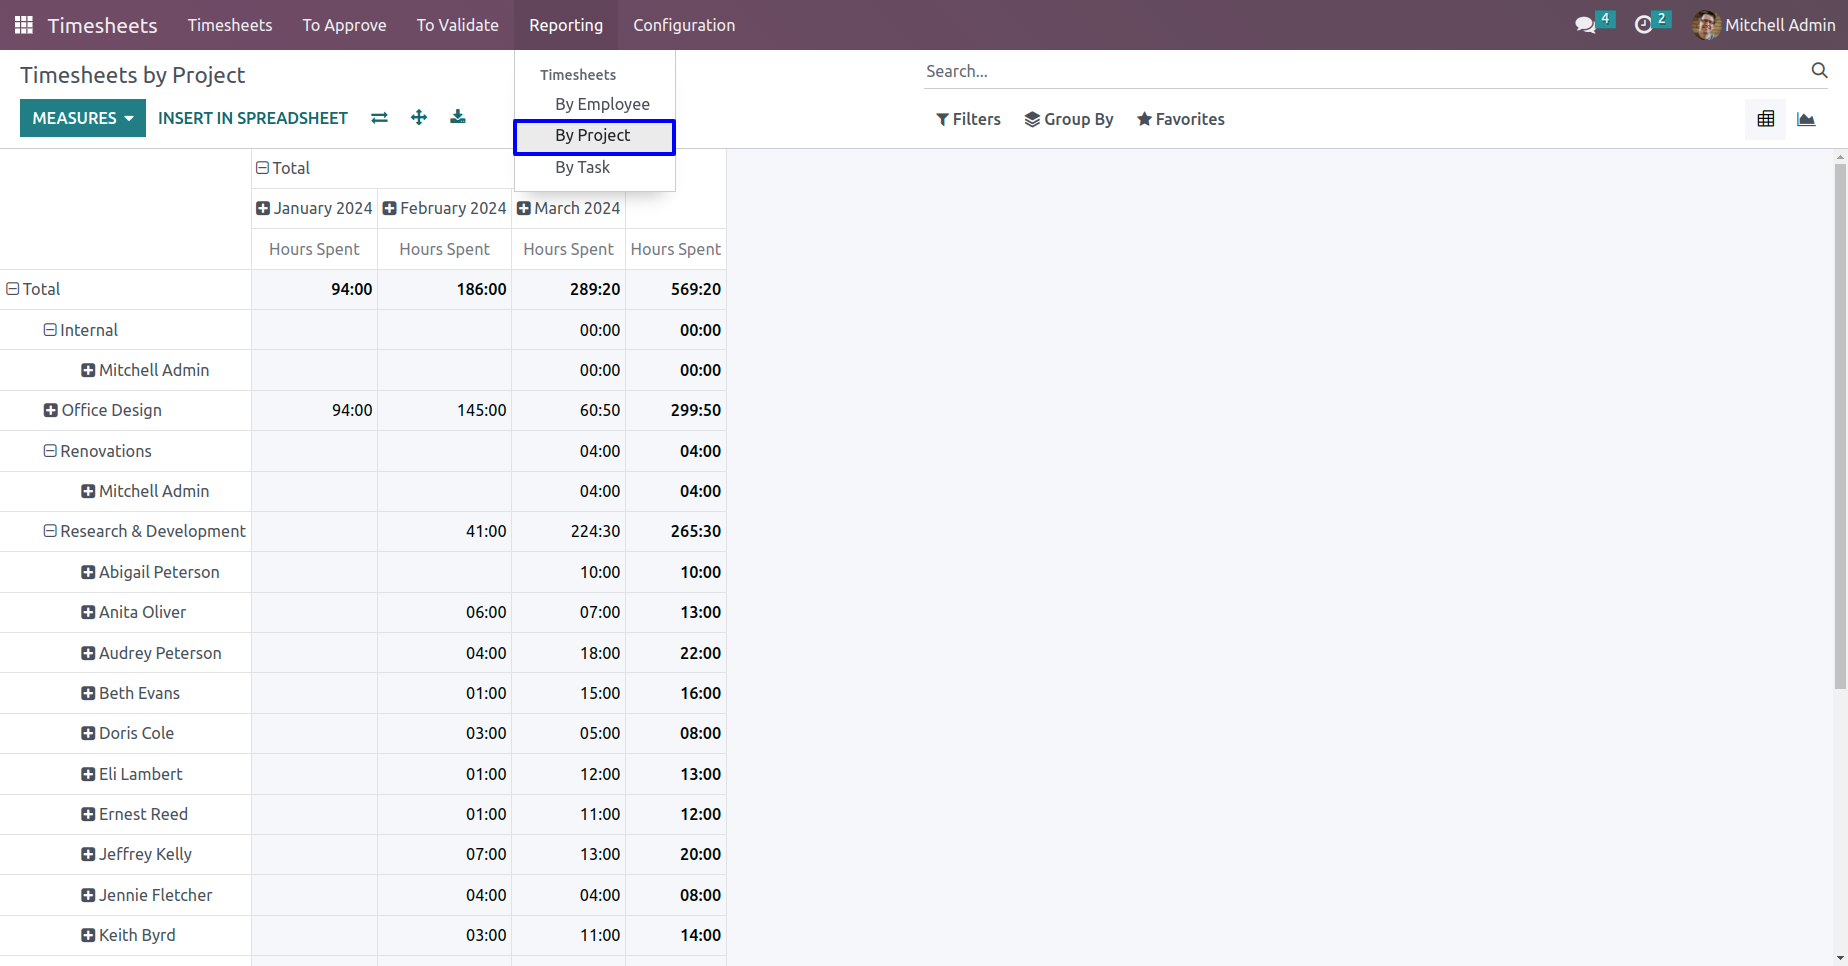 Timesheets Timesheets To Approve To Validate Reporting Configuration 4 2 Mitchell Admin
Timesheets by Project
Search...
MEASURES INSERT IN SPREADSHEET
Filters Group By Favorites
Timesheets
By Employee
By Project
By Task
Total
January 2024 February 2024 March 2024
Hours Spent Hours Spent Hours Spent Hours Spent
Total 94:00 186:00 289:20 569:20
Internal 00:00 00:00
Mitchell Admin 00:00 00:00
Office Design 94:00 145:00 60:50 299:50
Renovations 04:00 04:00
Mitchell Admin 04:00 04:00
Research & Development 41:00 224:30 265:30
Abigail Peterson 10:00 10:00
Anita Oliver 06:00 07:00 13:00
Audrey Peterson 04:00 18:00 22:00
Beth Evans 01:00 15:00 16:00
Doris Cole 03:00 05:00 08:00
Eli Lambert 01:00 12:00 13:00
Ernest Reed 01:00 11:00 12:00
Jeffrey Kelly 07:00 13:00 20:00
Jennie Fletcher 04:00 04:00 08:00
Keith Byrd 03:00 11:00 14:00